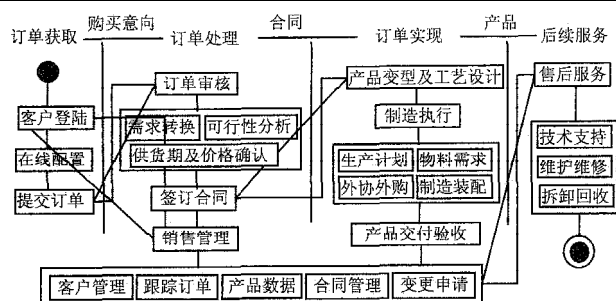 购买意向 合同 产品
订单获取 订单处理 订单实现 后续服务
订单审核 产品变型及工艺设计 售后服务
客户登陆 需求转换 可行性分析 制造执行
技术支持
在线配置 供货期及价格确认 生产计划 物料需求
维护维修
提交订单 签订合同 外协外购 制造装配
拆卸回收
销售管理 产品交付验收
客户管理 跟踪订单 产品数据 合同管理 变更申请